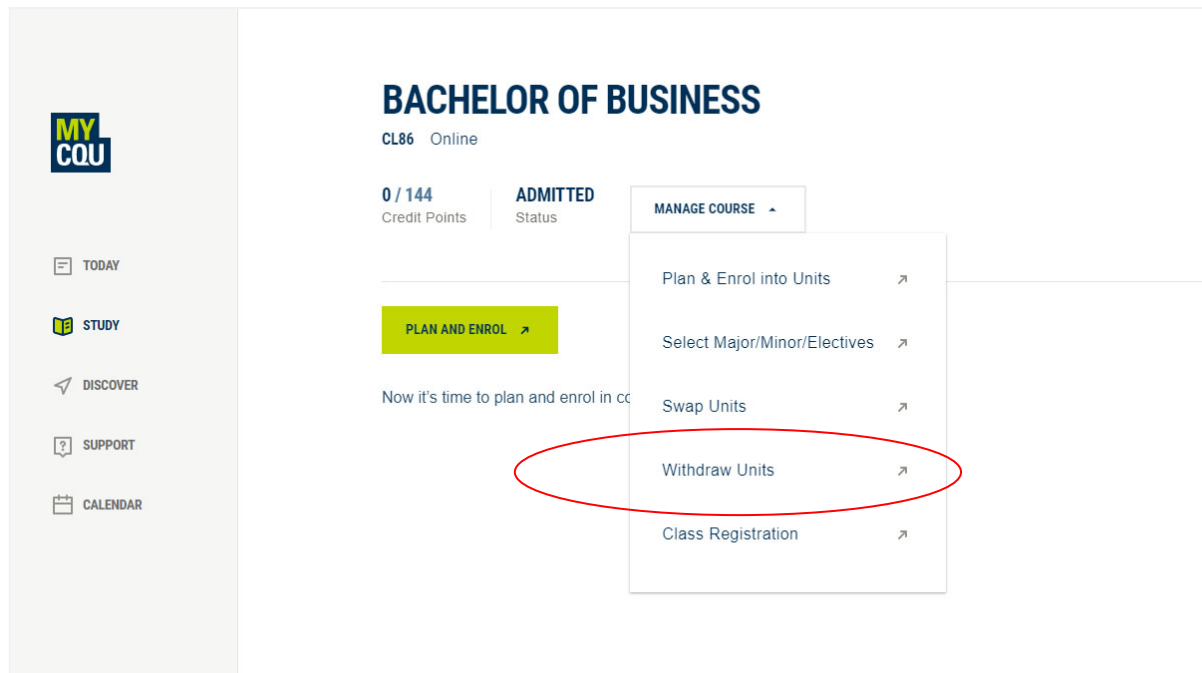 MY
CQU
TODAY
STUDY
DISCOVER
SUPPORT
CALENDAR
BACHELOR OF BUSINESS
CL86 Online
0 / 144
Credit Points
ADMITTED
Status
MANAGE COURSE
Plan & Enrol into Units
Select Major/Minor/Electives
Swap Units
Withdraw Units
Class Registration
PLAN AND ENROL
Now it's time to plan and enrol in